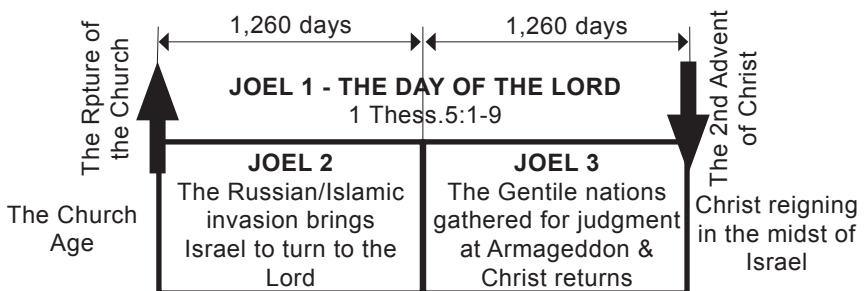 1,260 days
1,260 days
The Rpture of
the Church
JOEL 1 - THE DAY OF THE LORD
1 Thess.5:1-9
The 2nd Advent
of Christ
The Church
Age
JOEL 2
The Russian/Islamic
invasion brings
Israel to turn to the
Lord
JOEL 3
The Gentile nations
gathered for judgment
at Armageddon &
Christ returns
Christ reigning
in the midst of
Israel